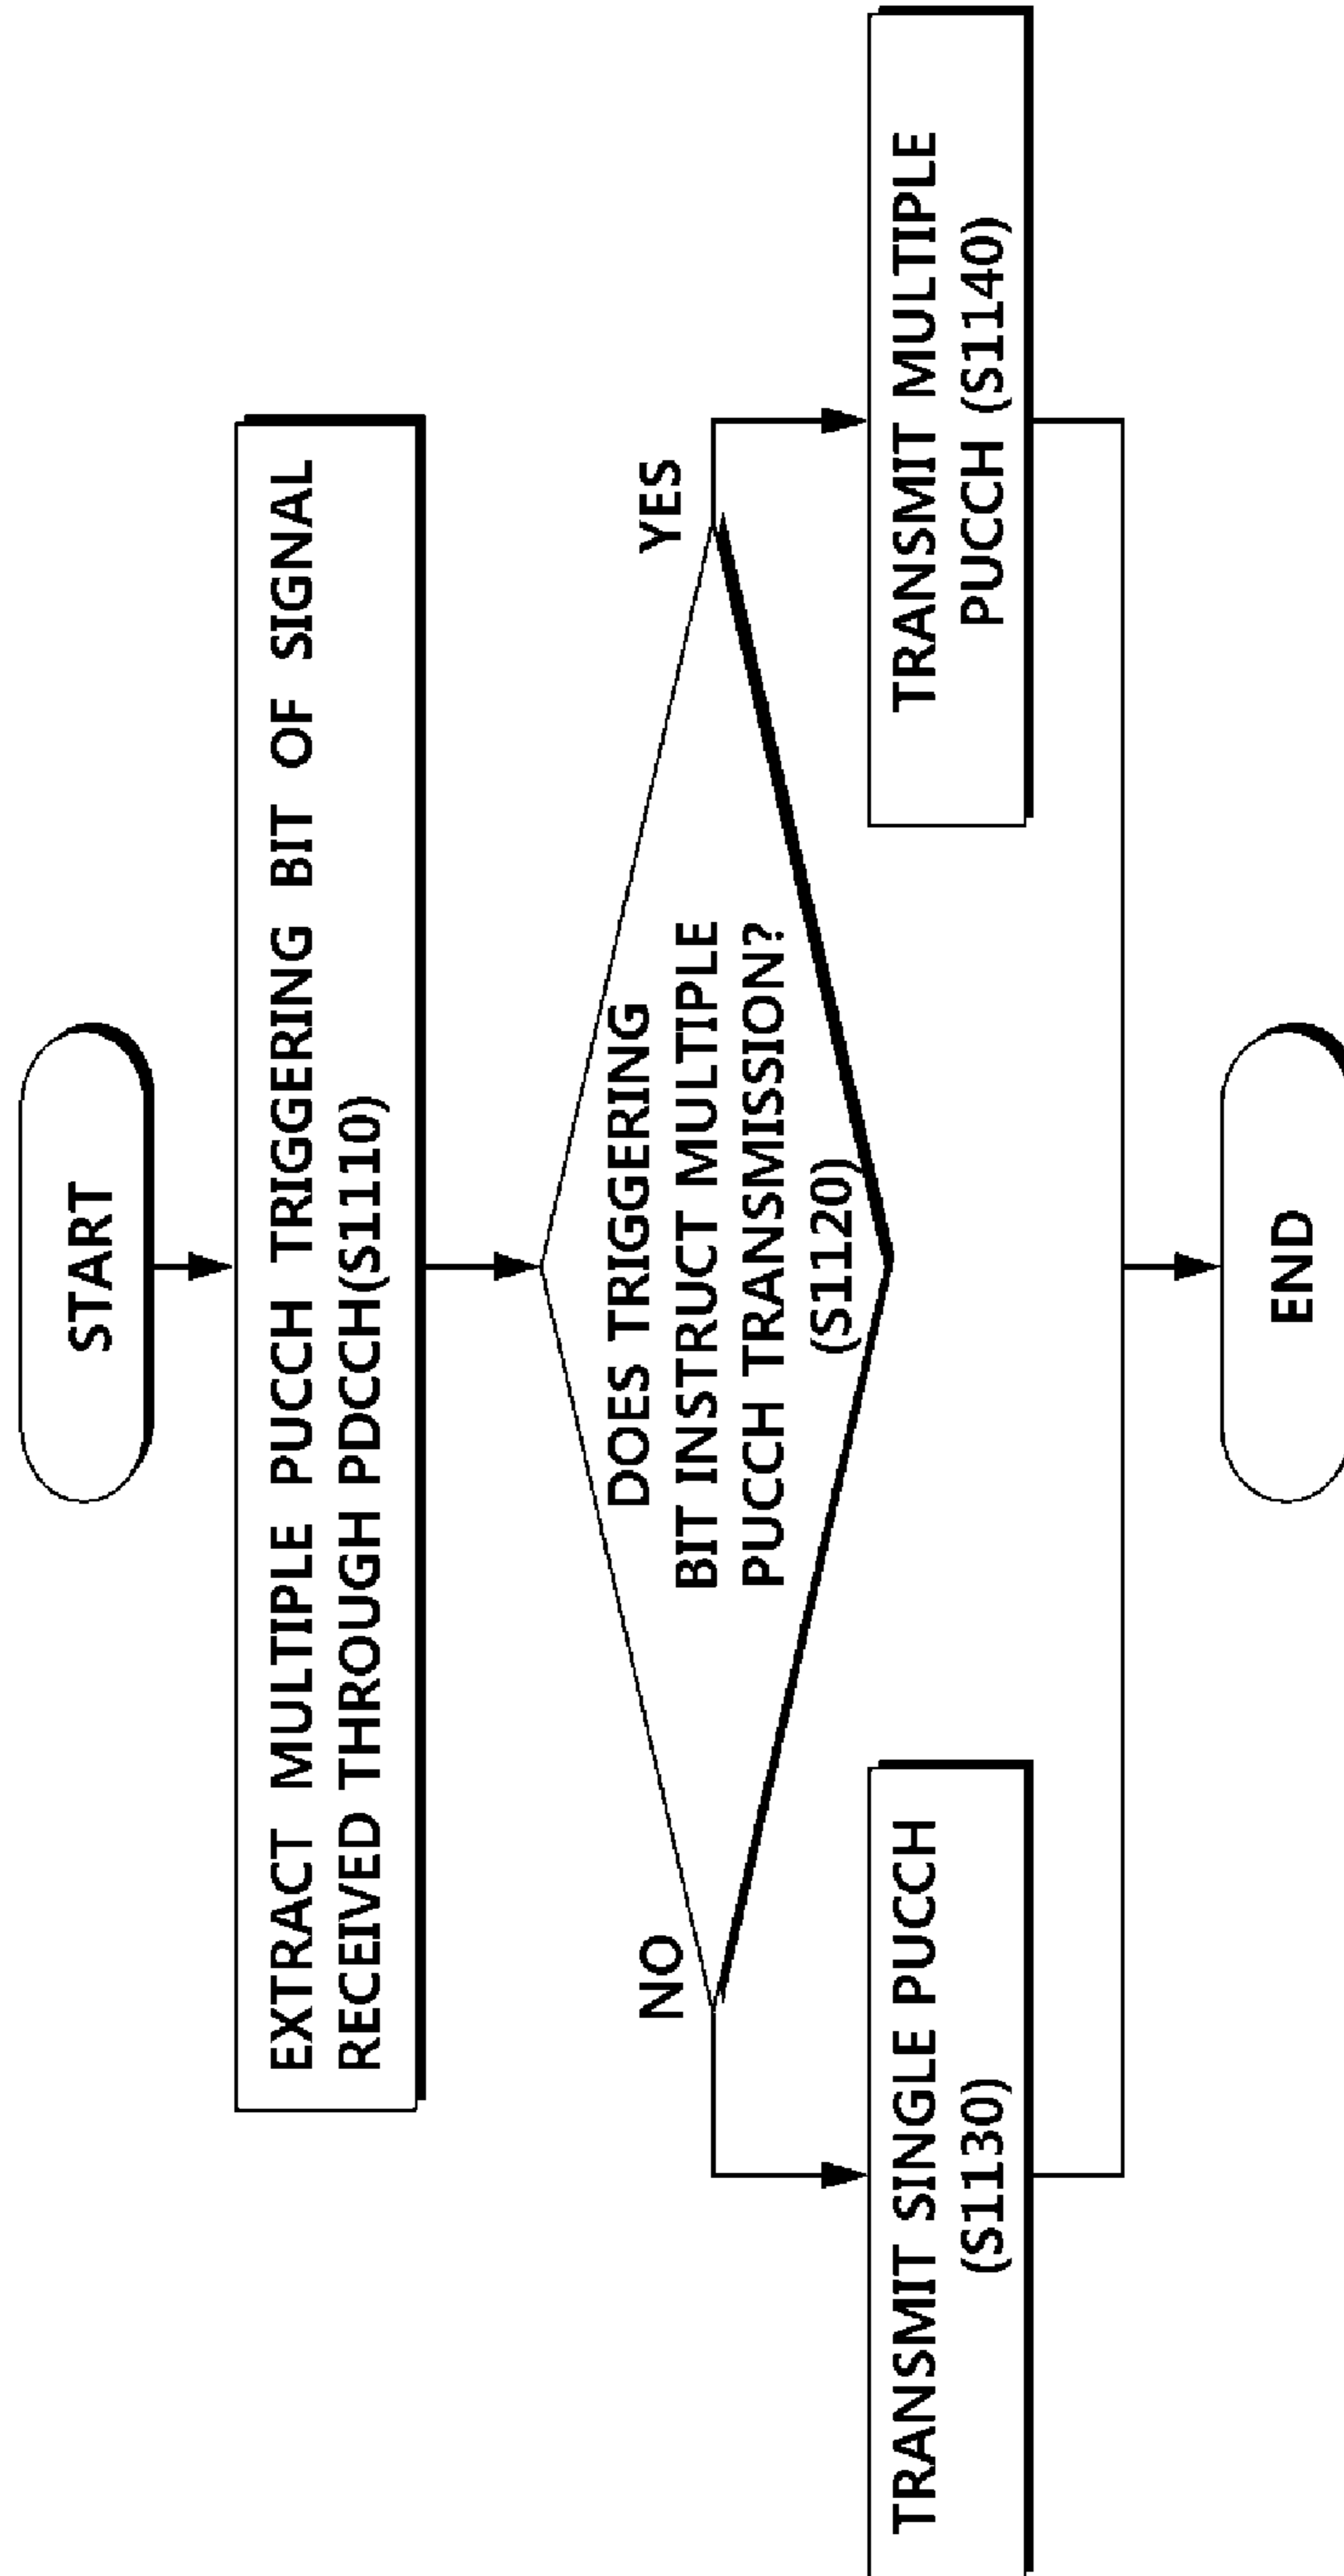 START
EXTRACT MULTIPLE PUCCH TRIGGERING BIT OF SIGNAL
RECEIVED THROUGH PDCCH(S1110)
DOES TRIGGERING
BIT INSTRUCT MULTIPLE
PUCCH TRANSMISSION?
(S1120)
NO
YES
TRANSMIT SINGLE PUCCH
(S1130)
TRANSMIT MULTIPLE
PUCCH (S1140)
END